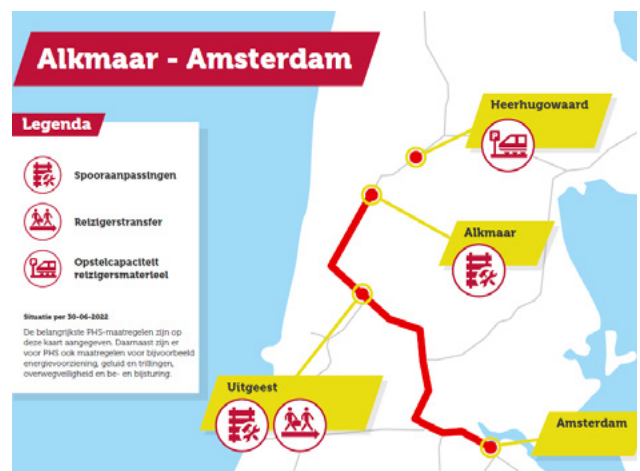 Alkmaar - Amsterdam
Legenda
Spooraanpassingen
Reizigerstransfer
Opstelcapaciteit
reizigersmaterieel
Situatie per 30-06-2022
De belangrijkste PHS-maatregelen zijn op
deze kaart aangegeven. Daarnaast zijn er
voor PHS ook maatregelen voor bijvoorbeeld
energievoorziening, geluid en trillingen,
overwegveiligheid en be- en bijsturing.
Heerhugowaard
P
Alkmaar
Uitgeest
Amsterdam